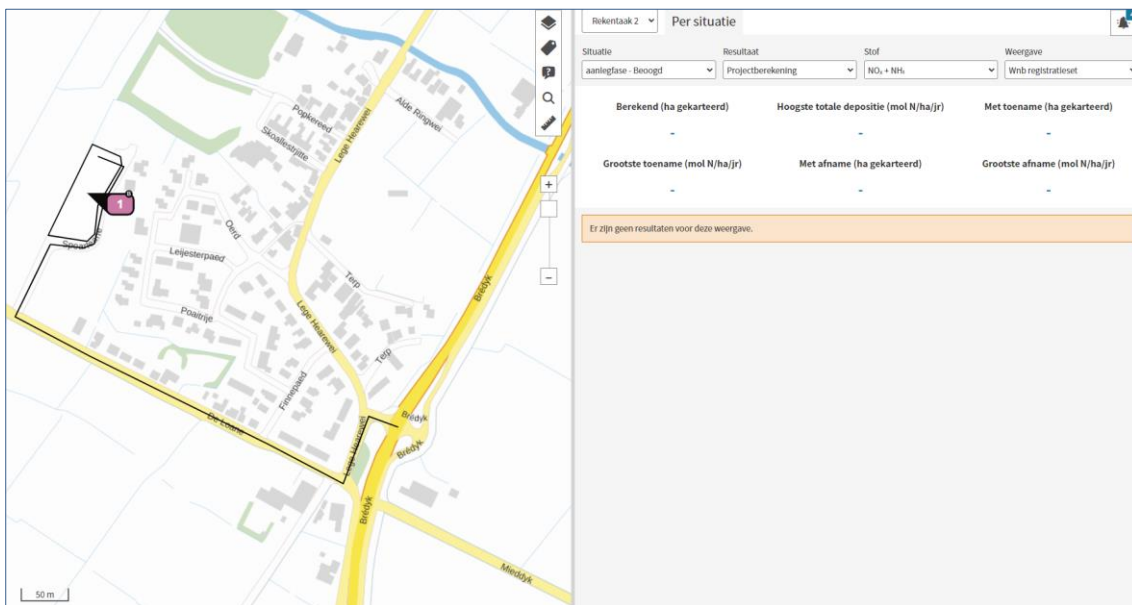 Rekentaak 2
Per situatie
Situatie
Resultaat
Stof
Weergave
aanlegfase - Beoogd
Projectberekening
NOₓ + NH₃
Wnb registratieset
Berekend (ha gekarteerd)
Hoogste totale depositie (mol N/ha/jr)
Met toename (ha gekarteerd)
-
-
-
Grootste toename (mol N/ha/jr)
Met afname (ha gekarteerd)
Grootste afname (mol N/ha/jr)
-
-
-
Er zijn geen resultaten voor deze weergave.
Popkereed
Alde Ringwei
Skoallestrjitte
Lege Hearewei
1
+
Oerd
Leijesterpaed
Terp
Brédyk
−
Poaitrije
Lege Hearewei
Terp
Finnepaed
De Loane
Lege Hearewei
Brédyk
Brédyk
Brédyk
Mieddyk
50 m